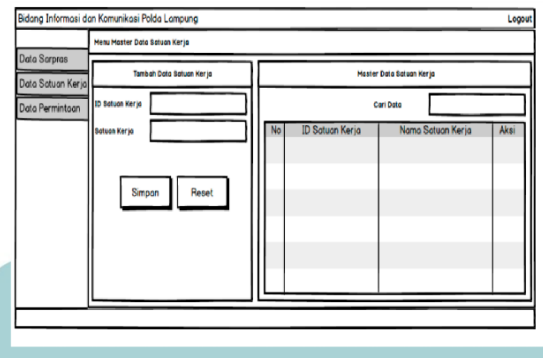 Bidang Informasi dan Komunikasi Polda Lampung Logout
Menu Master Data Satuan Kerja
Data Sarpras
Data Satuan Kerja
Data Permintaan
Tambah Data Satuan Kerja
ID Satuan Kerja
Satuan Kerja
Simpan Reset
Master Data Satuan Kerja
Cari Data
No ID Satuan Kerja Nama Satuan Kerja Aksi